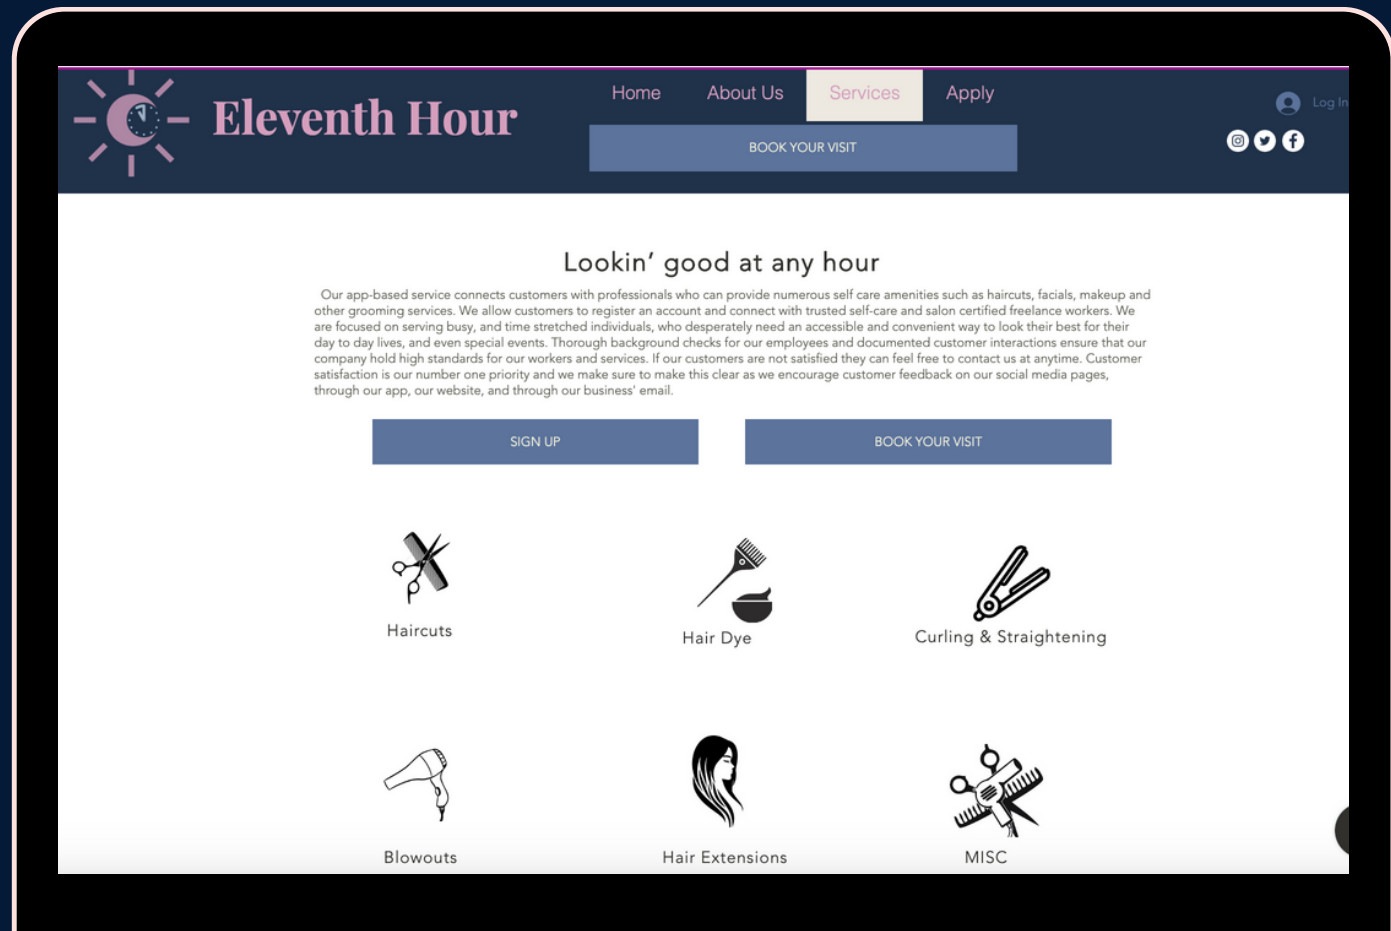 Eleventh Hour
Home About Us Services Apply
Log In
BOOK YOUR VISIT
Lookin' good at any hour
Our app-based service connects customers with professionals who can provide numerous self care amenities such as haircuts, facials, makeup and
other grooming services. We allow customers to register an account and connect with trusted self-care and salon certified freelance workers. We
are focused on serving busy, and time stretched individuals, who desperately need an accessible and convenient way to look their best for their
day to day lives, and even special events. Thorough background checks for our employees and documented customer interactions ensure that our
company hold high standards for our workers and services. If our customers are not satisfied they can feel free to contact us at anytime. Customer
satisfaction is our number one priority and we make sure to make this clear as we encourage customer feedback on our social media pages,
through our app, our website, and through our business' email.
SIGN UP BOOK YOUR VISIT
Haircuts Hair Dye Curling & Straightening
Blowouts Hair Extensions MISC